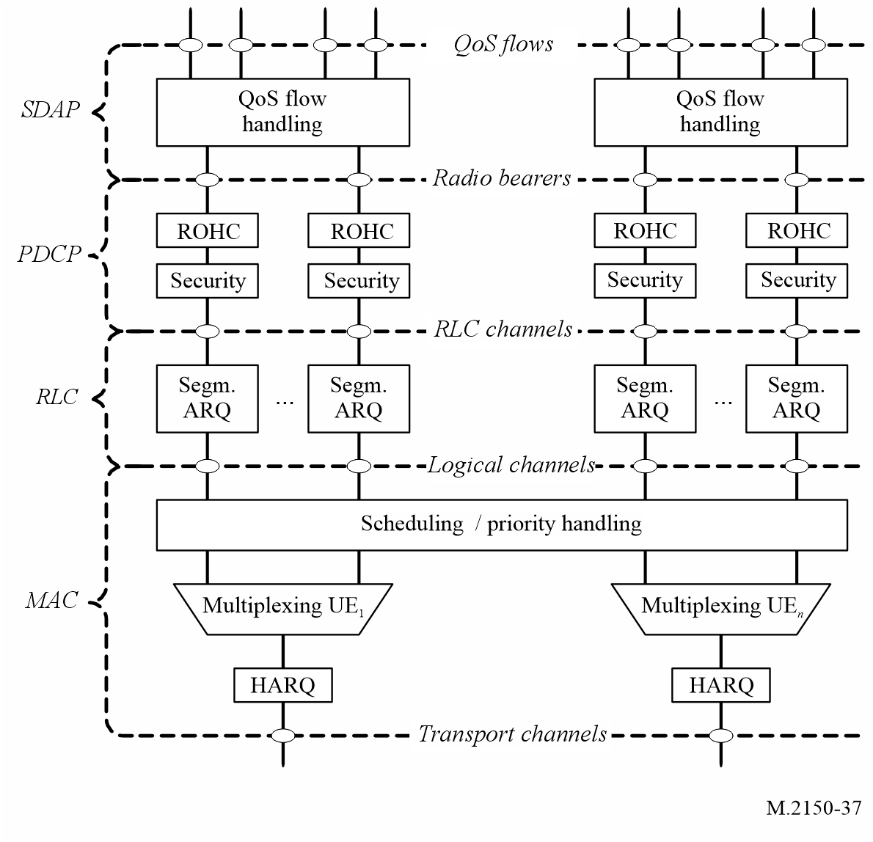 QoS flows
SDAP
QoS flow
handling
QoS flow
handling
Radio bearers
PDCP
ROHC
ROHC
ROHC
ROHC
Security
Security
Security
Security
RLC channels
RLC
Segm.
ARQ
...
Segm.
ARQ
Segm.
ARQ
...
Segm.
ARQ
Logical channels
Scheduling / priority handling
MAC
Multiplexing UE1
Multiplexing UEn
HARQ
HARQ
Transport channels
M.2150-37